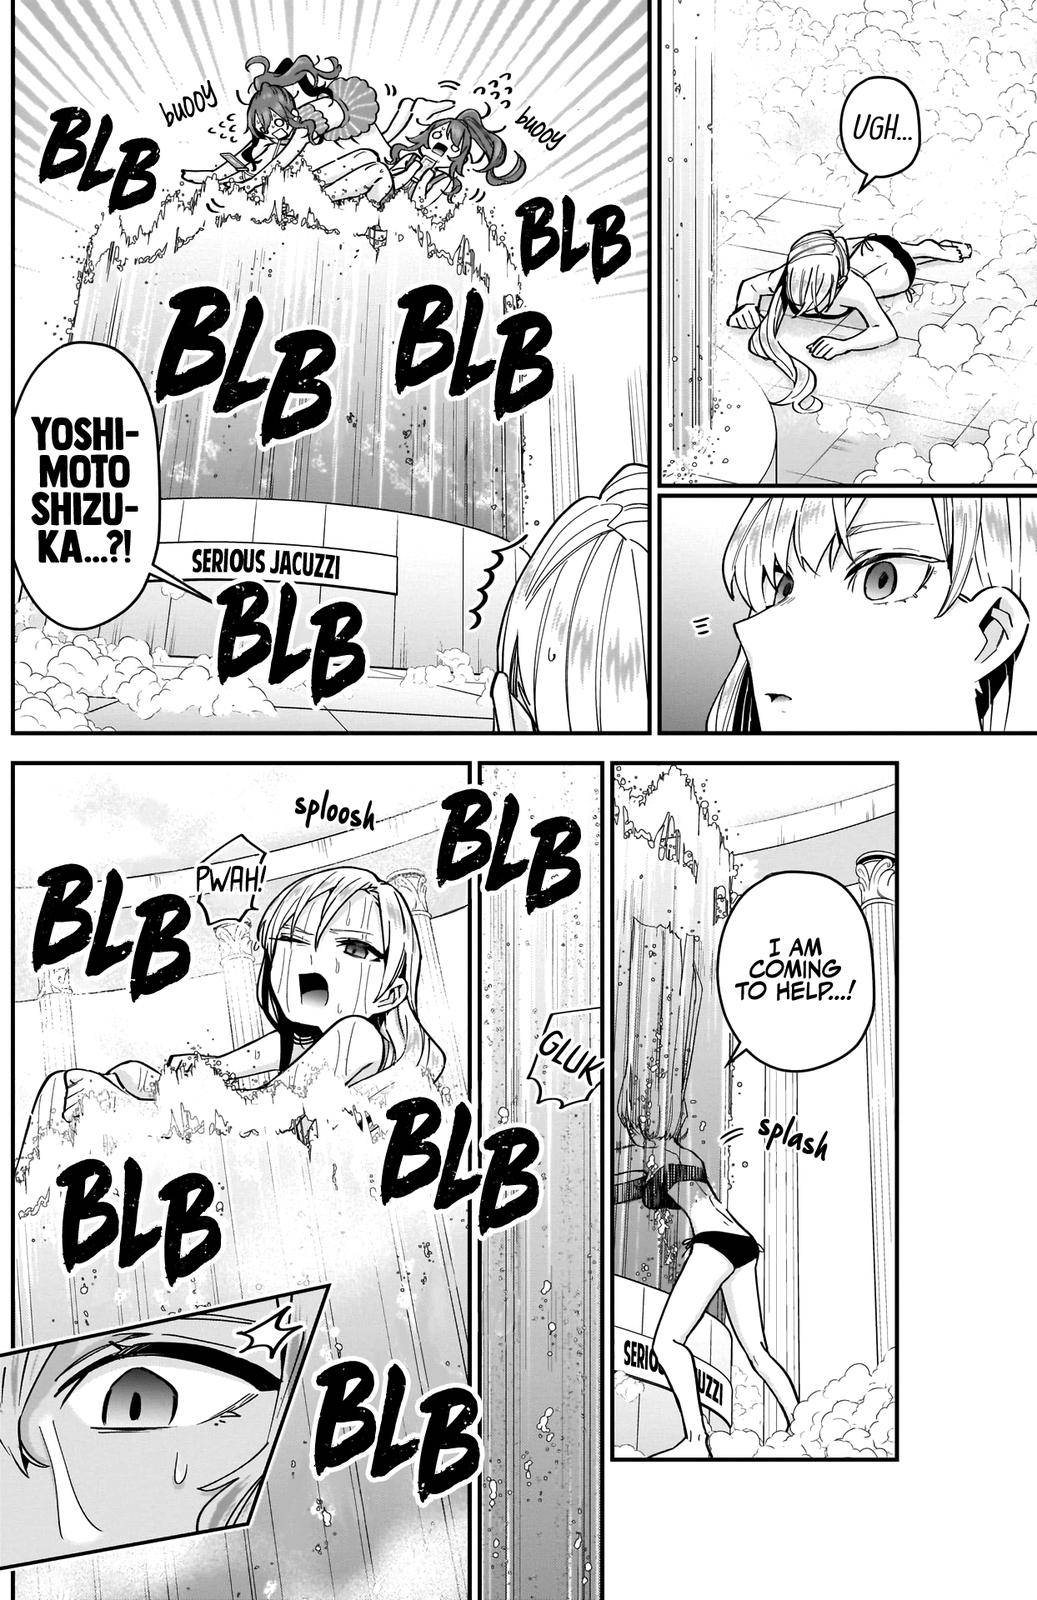 UGH...
buooy
buooy
BLB
BLB
BLB
BLB
YOSHI-
MOTO
SHIZU-
KA...?!
SERIOUS JACUZZI
BLB
I AM
COMING
TO HELP...!
splash
SERIOUS JACUZZI
BLB
GLUK
sploosh
PWAH!
BLB
BLB
BLB
BLB